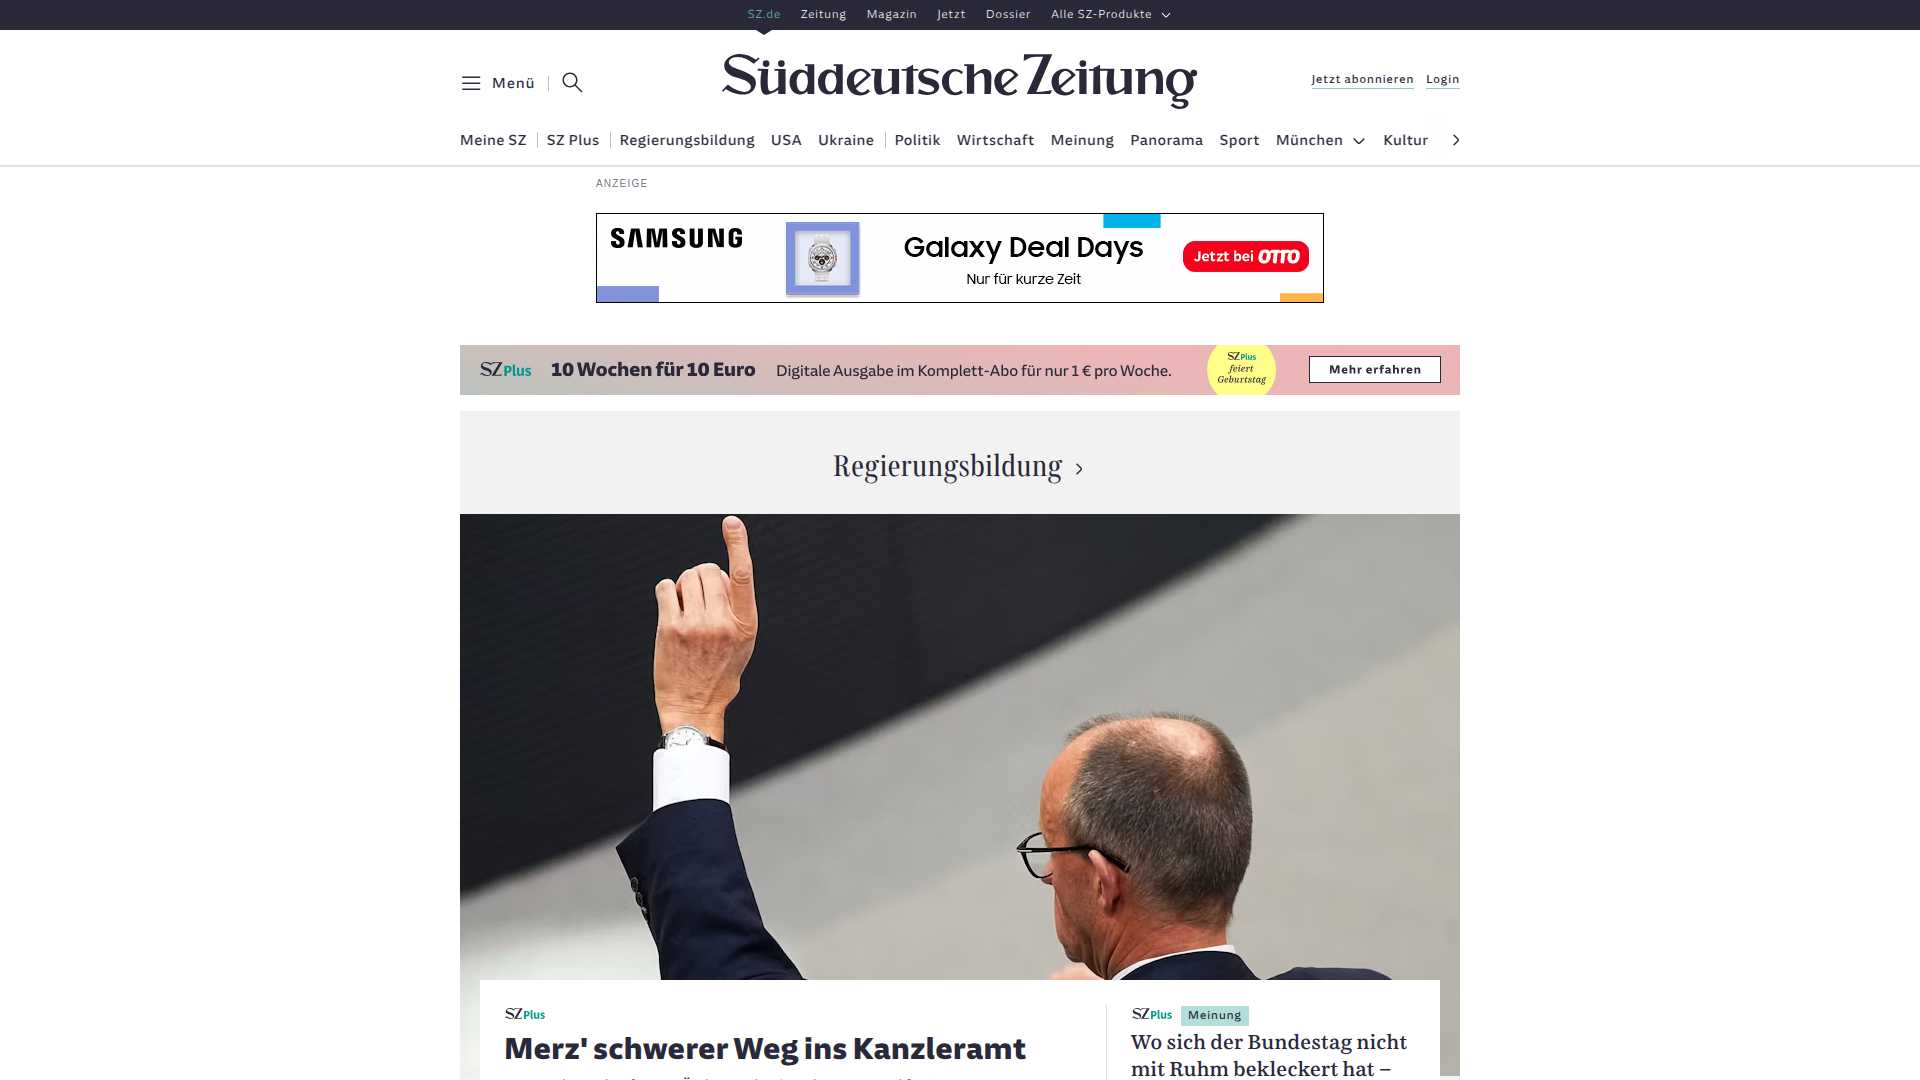 SZ.de Zeitung Magazin Jetzt Dossier Alle SZ-Produkte
Menü
Süddeutsche Zeitung
Jetzt abonnieren Login
Meine SZ SZ Plus Regierungsbildung USA Ukraine Politik Wirtschaft Meinung Panorama Sport München Kultur
ANZEIGE
SAMSUNG
Galaxy Deal Days
Nur für kurze Zeit
Jetzt bei OTTO
SZ Plus 10 Wochen für 10 Euro Digitale Ausgabe im Komplett-Abo für nur 1 € pro Woche.
SZ Plus
feiert
Geburtstag
Mehr erfahren
Regierungsbildung
SZ Plus
Merz' schwerer Weg ins Kanzleramt
SZ Plus Meinung
Wo sich der Bundestag nicht
mit Ruhm bekleckert hat –